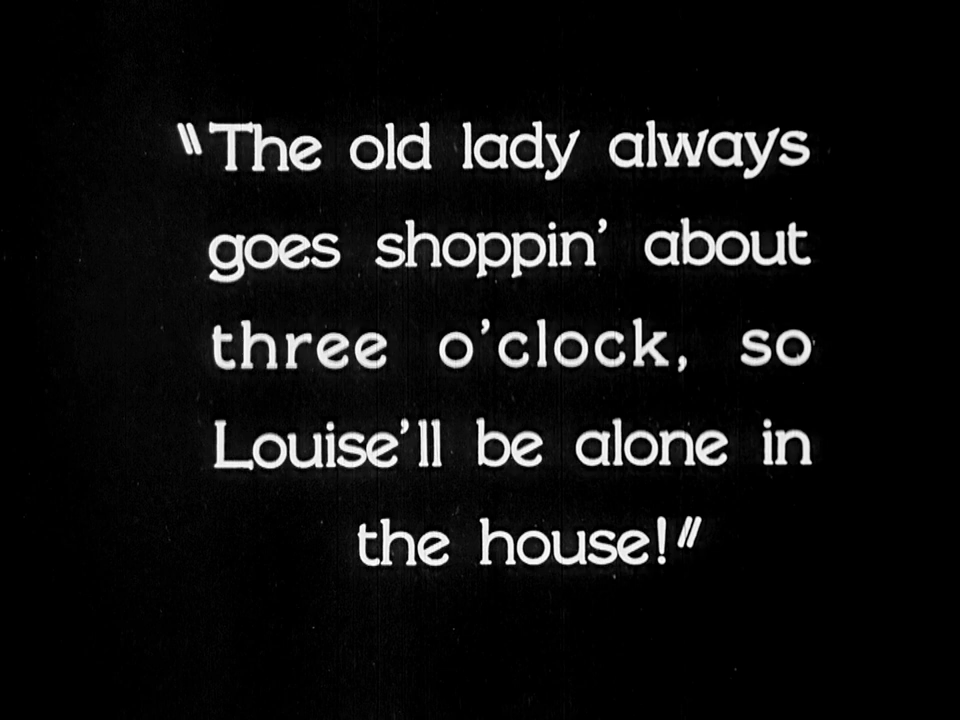 "The old lady always
goes shoppin' about
three o'clock, so
Louise'll be alone in
the house!"